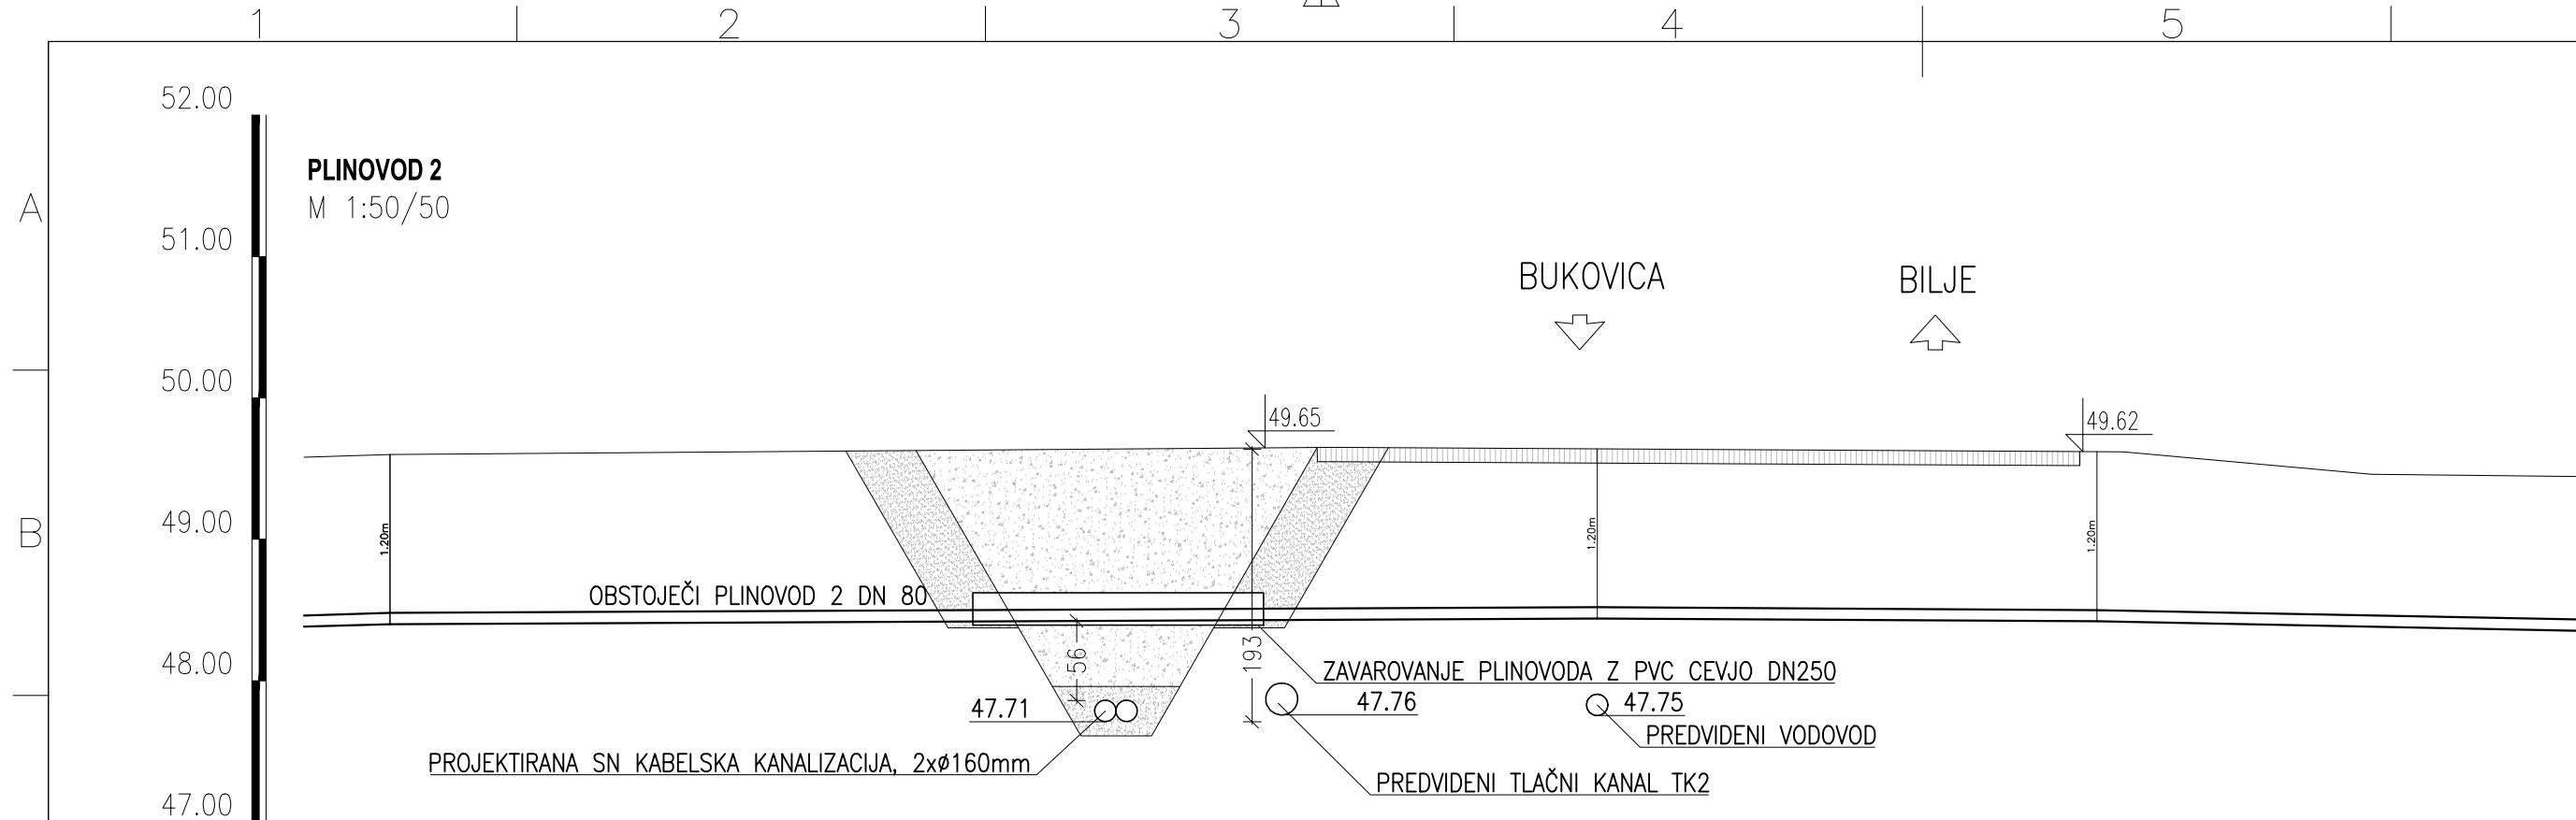 1 2 3 4 5
52.00
PLINOVOD 2
A
M 1:50/50
51.00
BUKOVICA
BILJE
50.00
49.65
49.62
49.00
B
1.20m
1.20m
1.20m
OBSTOJEČI PLINOVOD 2 DN 80
48.00
56
193
ZAVAROVANJE PLINOVODA Z PVC CEVJO DN250
47.71
47.76
47.75
PREDVIDENI VODOVOD
PROJEKTIRANA SN KABELSKA KANALIZACIJA, 2xø160mm
PREDVIDENI TLAČNI KANAL TK2
47.00